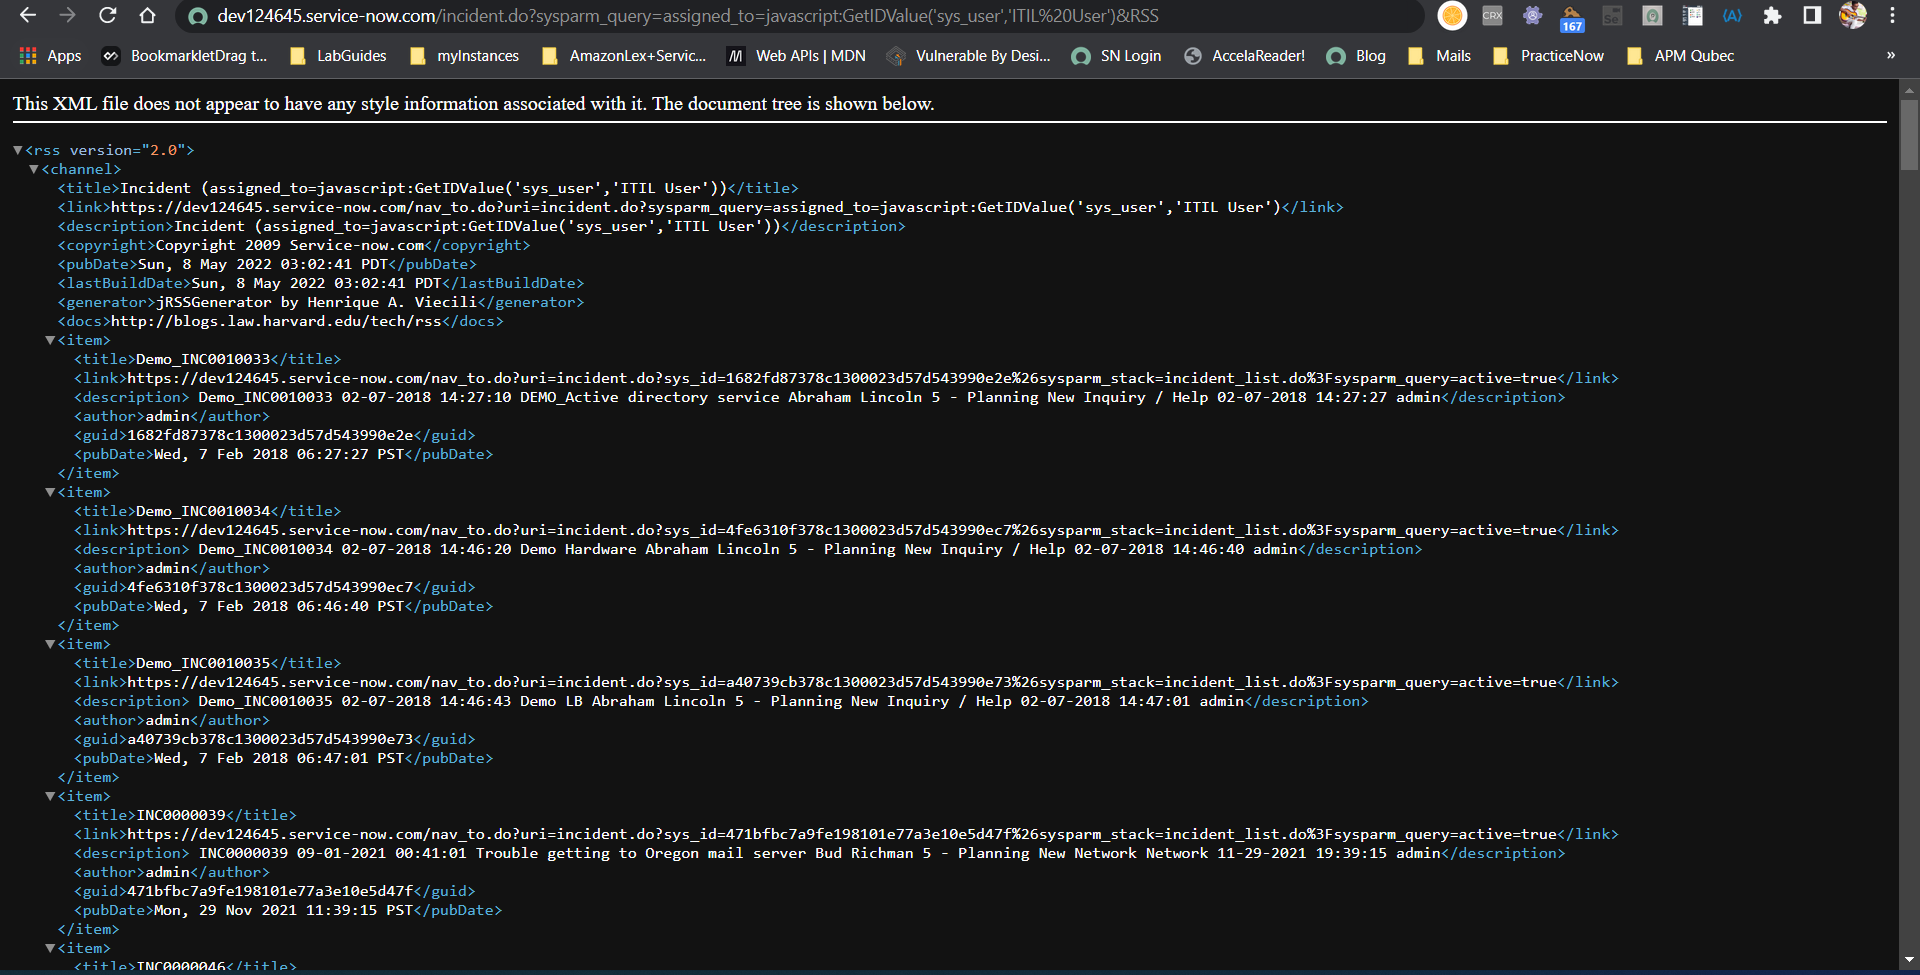 dev124645.service-now.com/incident.do?sysparm_query=assigned_to=javascript:GetIDValue('sys_user','ITIL%20User')&RSS
CRX
167
Se
(A)
Apps
BookmarkletDrag t...
LabGuides
myInstances
AmazonLex+Servic...
M
Web APIs | MDN
Vulnerable By Desi...
SN Login
AccelaReader!
Blog
Mails
PracticeNow
APM Qubec
»
This XML file does not appear to have any style information associated with it. The document tree is shown below.
▼<rss version="2.0">
▼<channel>
<title>Incident (assigned_to=javascript:GetIDValue('sys_user','ITIL User'))</title>
<link>https://dev124645.service-now.com/nav_to.do?uri=incident.do?sysparm_query=assigned_to=javascript:GetIDValue('sys_user','ITIL User')</link>
<description>Incident (assigned_to=javascript:GetIDValue('sys_user','ITIL User'))</description>
<copyright>Copyright 2009 Service-now.com</copyright>
<pubDate>Sun, 8 May 2022 03:02:41 PDT</pubDate>
<lastBuildDate>Sun, 8 May 2022 03:02:41 PDT</lastBuildDate>
<generator>jRSSGenerator by Henrique A. Viecili</generator>
<docs>http://blogs.law.harvard.edu/tech/rss</docs>
▼<item>
<title>Demo_INC0010033</title>
<link>https://dev124645.service-now.com/nav_to.do?uri=incident.do?sys_id=1682fd87378c1300023d57d543990e2e%26sysparm_stack=incident_list.do%3Fsysparm_query=active=true</link>
<description> Demo_INC0010033 02-07-2018 14:27:10 DEMO_Active directory service Abraham Lincoln 5 - Planning New Inquiry / Help 02-07-2018 14:27:27 admin</description>
<author>admin</author>
<guid>1682fd87378c1300023d57d543990e2e</guid>
<pubDate>Wed, 7 Feb 2018 06:27:27 PST</pubDate>
</item>
▼<item>
<title>Demo_INC0010034</title>
<link>https://dev124645.service-now.com/nav_to.do?uri=incident.do?sys_id=4fe6310f378c1300023d57d543990ec7%26sysparm_stack=incident_list.do%3Fsysparm_query=active=true</link>
<description> Demo_INC0010034 02-07-2018 14:46:20 Demo Hardware Abraham Lincoln 5 - Planning New Inquiry / Help 02-07-2018 14:46:40 admin</description>
<author>admin</author>
<guid>4fe6310f378c1300023d57d543990ec7</guid>
<pubDate>Wed, 7 Feb 2018 06:46:40 PST</pubDate>
</item>
▼<item>
<title>Demo_INC0010035</title>
<link>https://dev124645.service-now.com/nav_to.do?uri=incident.do?sys_id=a40739cb378c1300023d57d543990e73%26sysparm_stack=incident_list.do%3Fsysparm_query=active=true</link>
<description> Demo_INC0010035 02-07-2018 14:46:43 Demo LB Abraham Lincoln 5 - Planning New Inquiry / Help 02-07-2018 14:47:01 admin</description>
<author>admin</author>
<guid>a40739cb378c1300023d57d543990e73</guid>
<pubDate>Wed, 7 Feb 2018 06:47:01 PST</pubDate>
</item>
▼<item>
<title>INC0000039</title>
<link>https://dev124645.service-now.com/nav_to.do?uri=incident.do?sys_id=471bfbc7a9fe198101e77a3e10e5d47f%26sysparm_stack=incident_list.do%3Fsysparm_query=active=true</link>
<description> INC0000039 09-01-2021 00:41:01 Trouble getting to Oregon mail server Bud Richman 5 - Planning New Network Network 11-29-2021 19:39:15 admin</description>
<author>admin</author>
<guid>471bfbc7a9fe198101e77a3e10e5d47f</guid>
<pubDate>Mon, 29 Nov 2021 11:39:15 PST</pubDate>
</item>
▼<item>
<title>INC0000046</title>